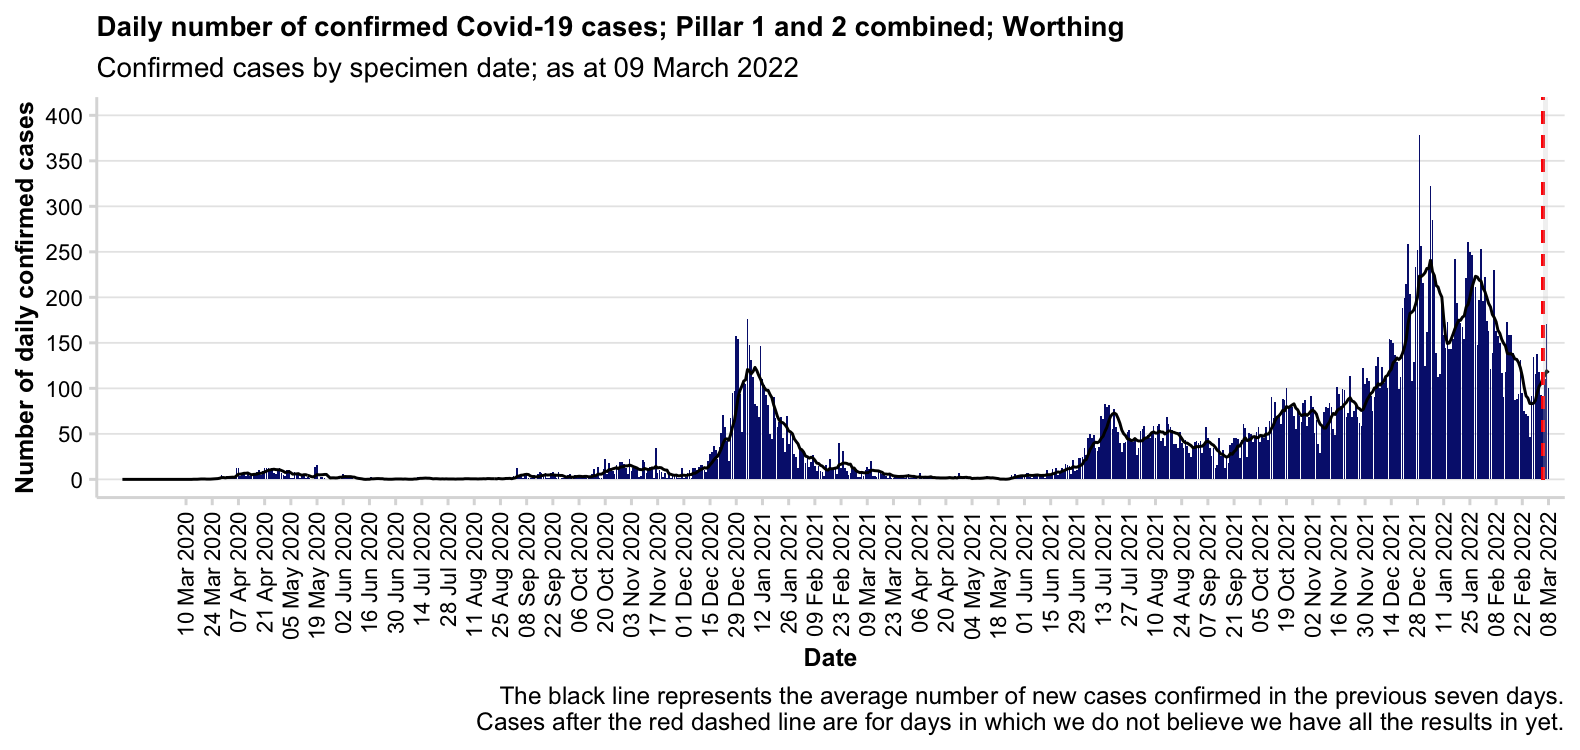 Daily number of confirmed Covid-19 cases; Pillar 1 and 2 combined; Worthing
Confirmed cases by specimen date; as at 09 March 2022
Number of daily confirmed cases
400
350
300
250
200
150
100
50
0
10 Mar 2020
24 Mar 2020
07 Apr 2020
21 Apr 2020
05 May 2020
19 May 2020
02 Jun 2020
16 Jun 2020
30 Jun 2020
14 Jul 2020
28 Jul 2020
11 Aug 2020
25 Aug 2020
08 Sep 2020
22 Sep 2020
06 Oct 2020
20 Oct 2020
03 Nov 2020
17 Nov 2020
01 Dec 2020
15 Dec 2020
29 Dec 2020
12 Jan 2021
26 Jan 2021
09 Feb 2021
23 Feb 2021
09 Mar 2021
23 Mar 2021
06 Apr 2021
20 Apr 2021
04 May 2021
18 May 2021
01 Jun 2021
15 Jun 2021
29 Jun 2021
13 Jul 2021
27 Jul 2021
10 Aug 2021
24 Aug 2021
07 Sep 2021
21 Sep 2021
05 Oct 2021
19 Oct 2021
02 Nov 2021
16 Nov 2021
30 Nov 2021
14 Dec 2021
28 Dec 2021
11 Jan 2022
25 Jan 2022
08 Feb 2022
22 Feb 2022
08 Mar 2022
Date
The black line represents the average number of new cases confirmed in the previous seven days.
Cases after the red dashed line are for days in which we do not believe we have all the results in yet.